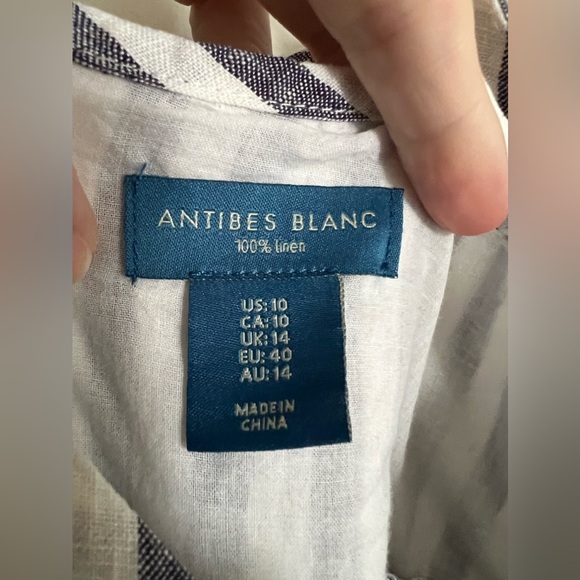 ANTIBES BLANC
100% linen
US: 10
CA: 10
UK: 14
EU: 40
AU: 14
MADE IN
CHINA